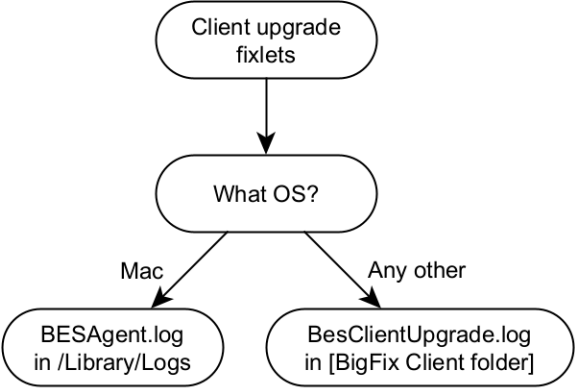 Client upgrade
fixlets
What OS?
Mac
Any other
BESAgent.log
in /Library/Logs
BesClientUpgrade.log
in [BigFix Client folder]